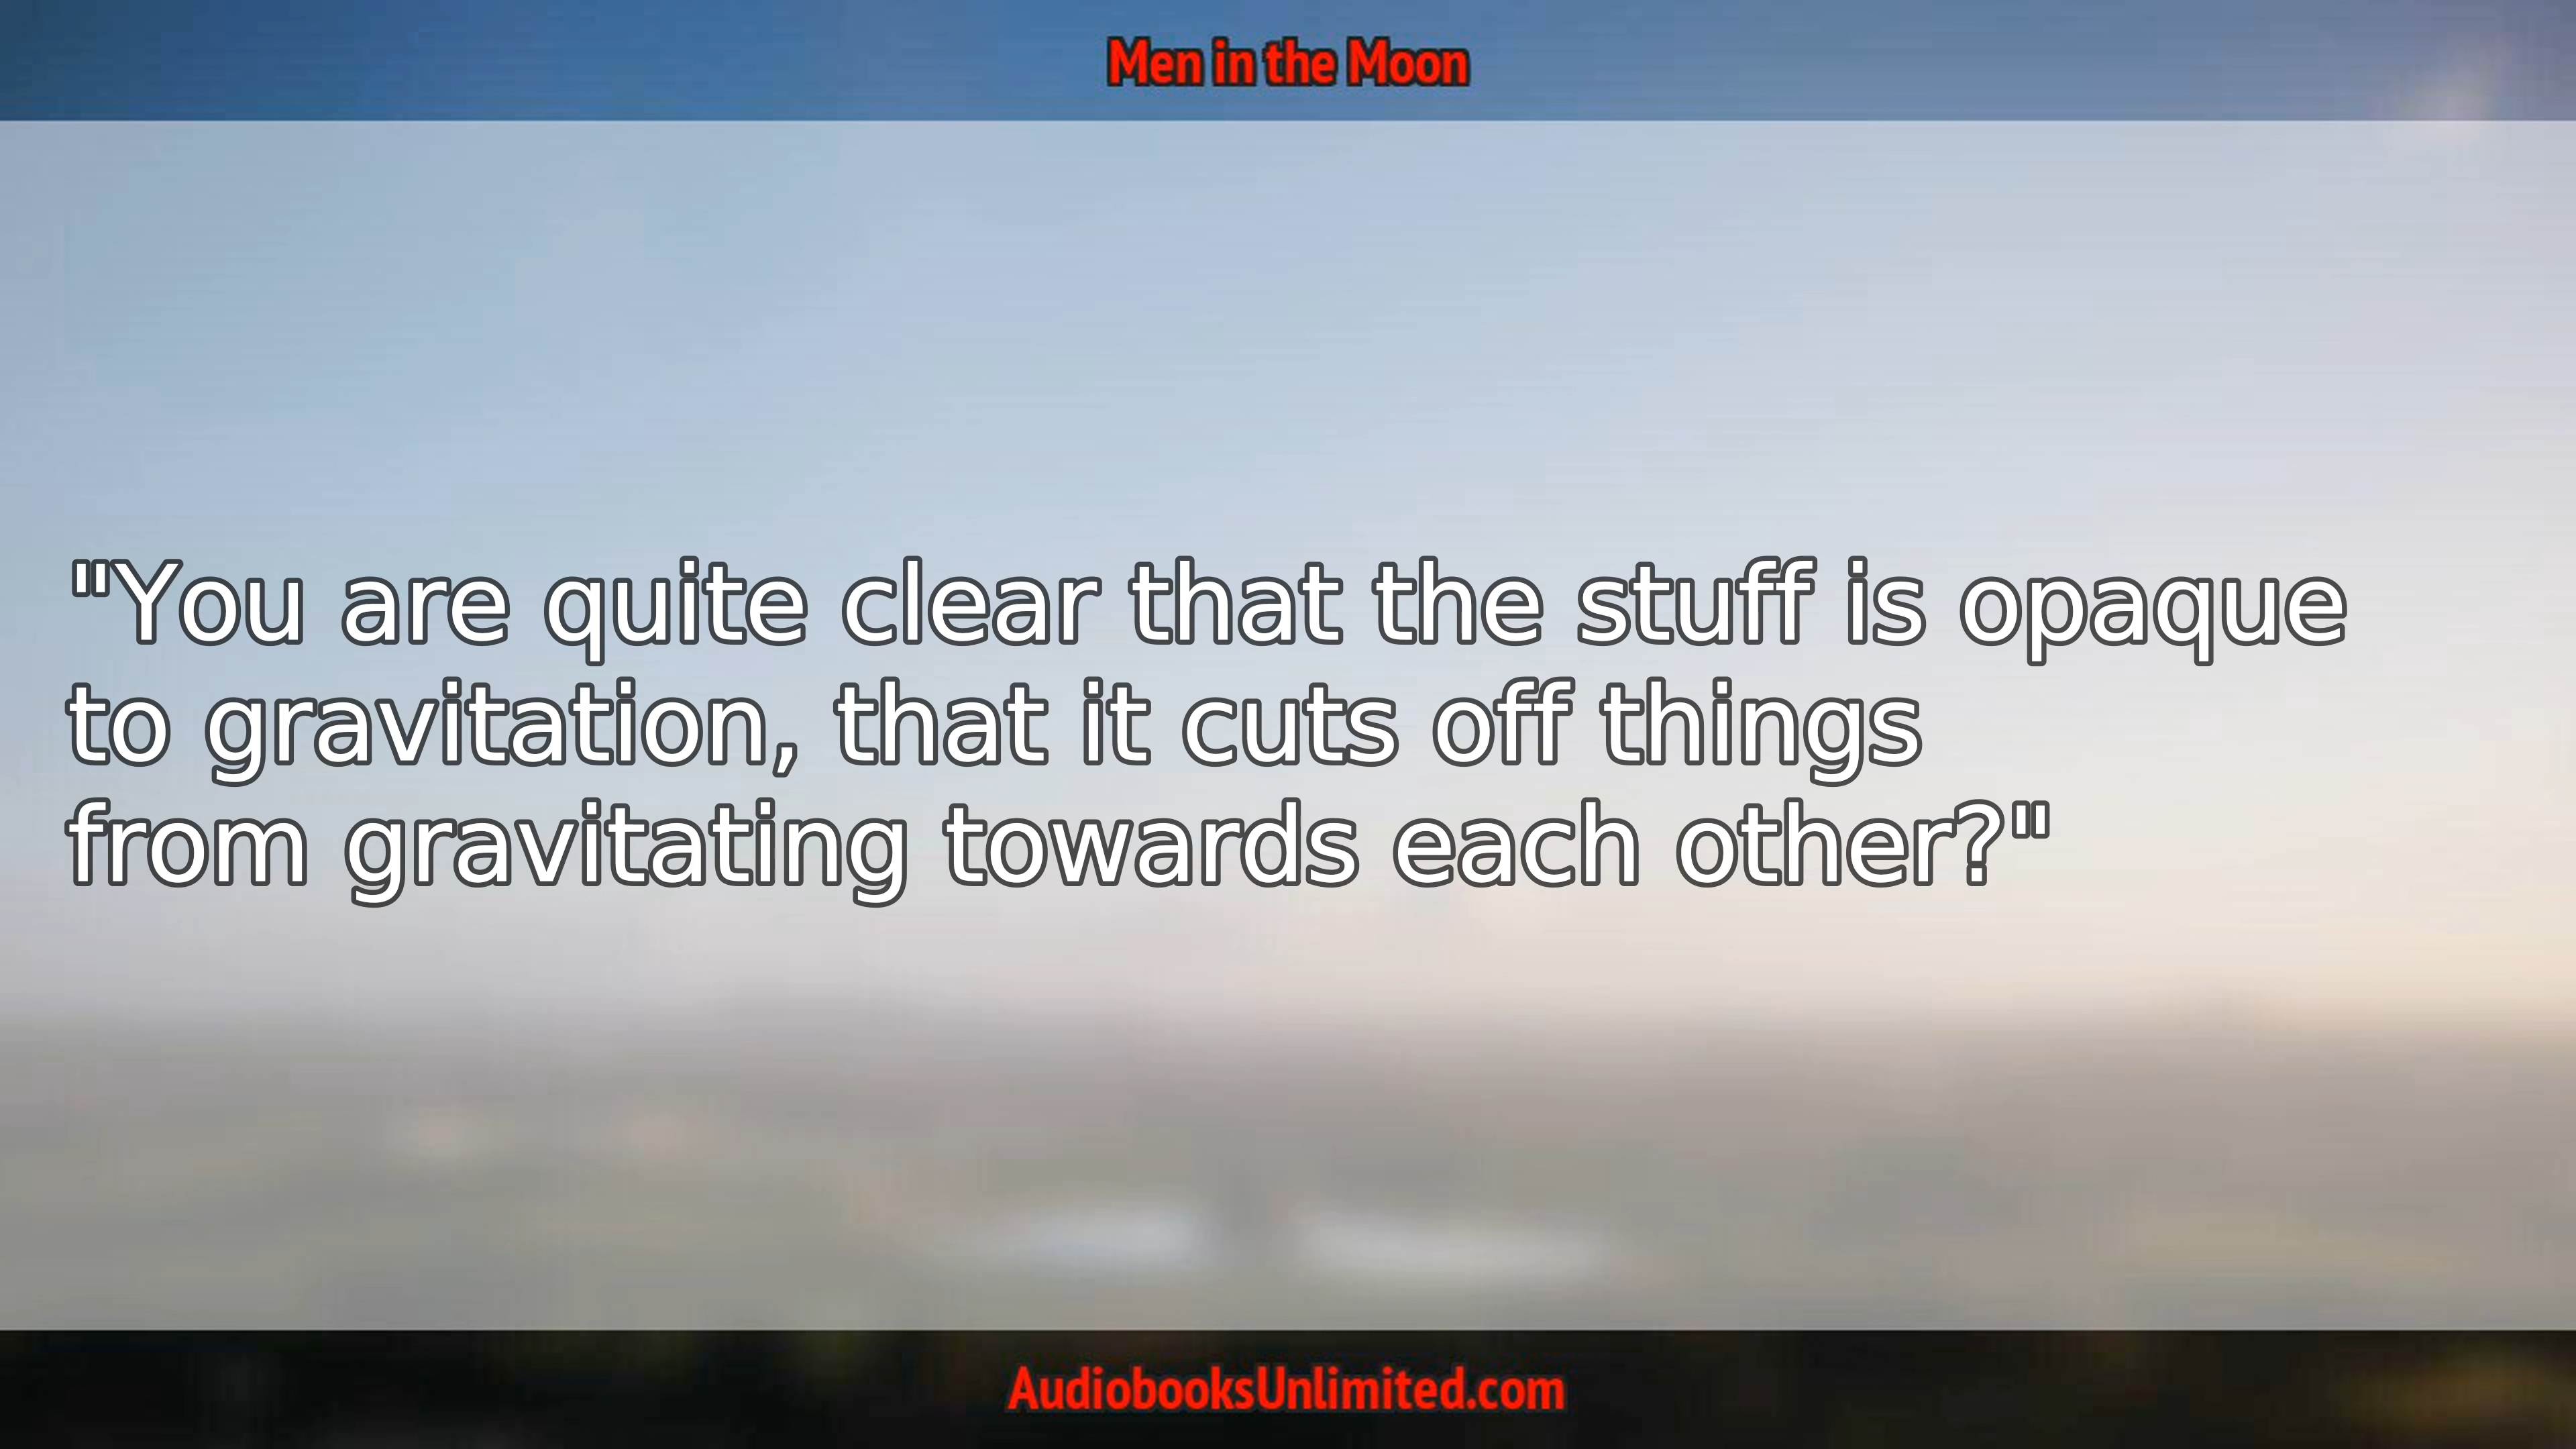 Men in the Moon
"You are quite clear that the stuff is opaque
to gravitation, that it cuts off things
from gravitating towards each other?"
AudiobooksUnlimited.com